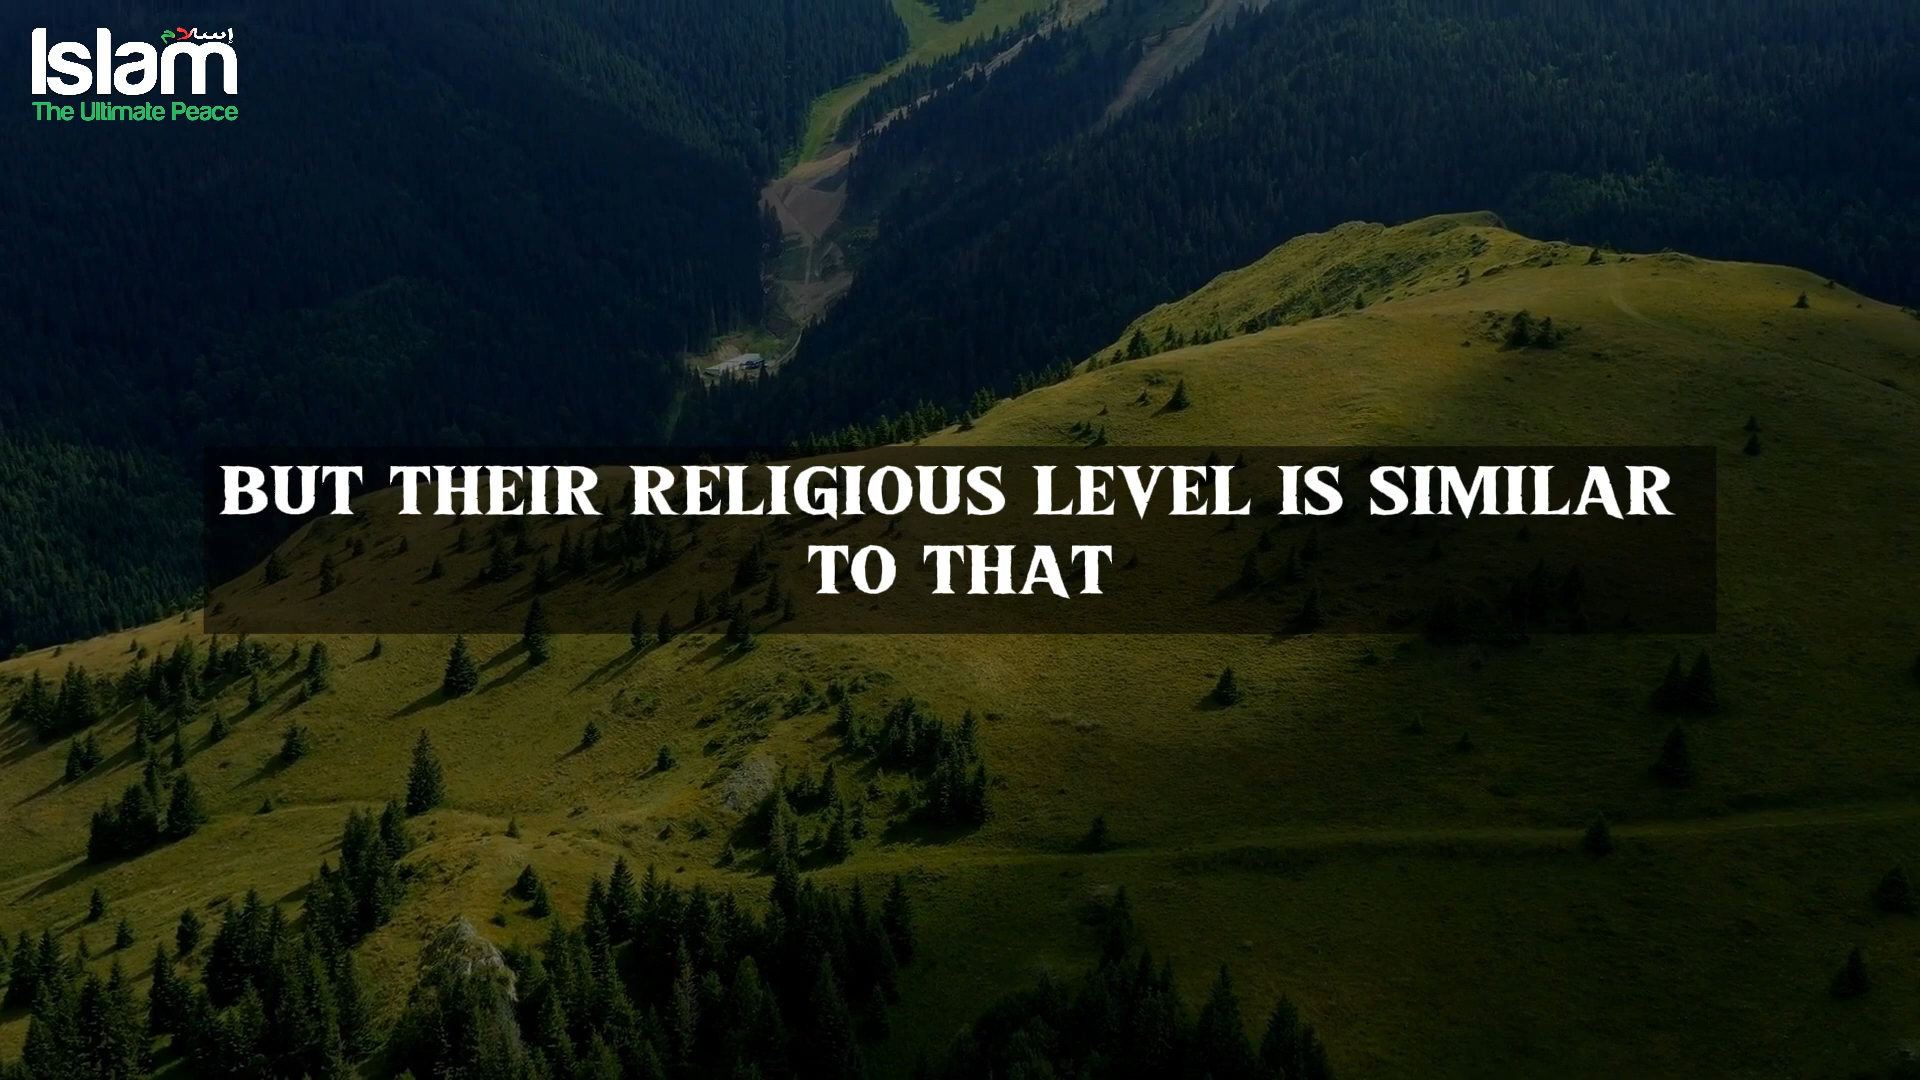 إسلام
Islam
The Ultimate Peace
BUT THEIR RELIGIOUS LEVEL IS SIMILAR
TO THAT